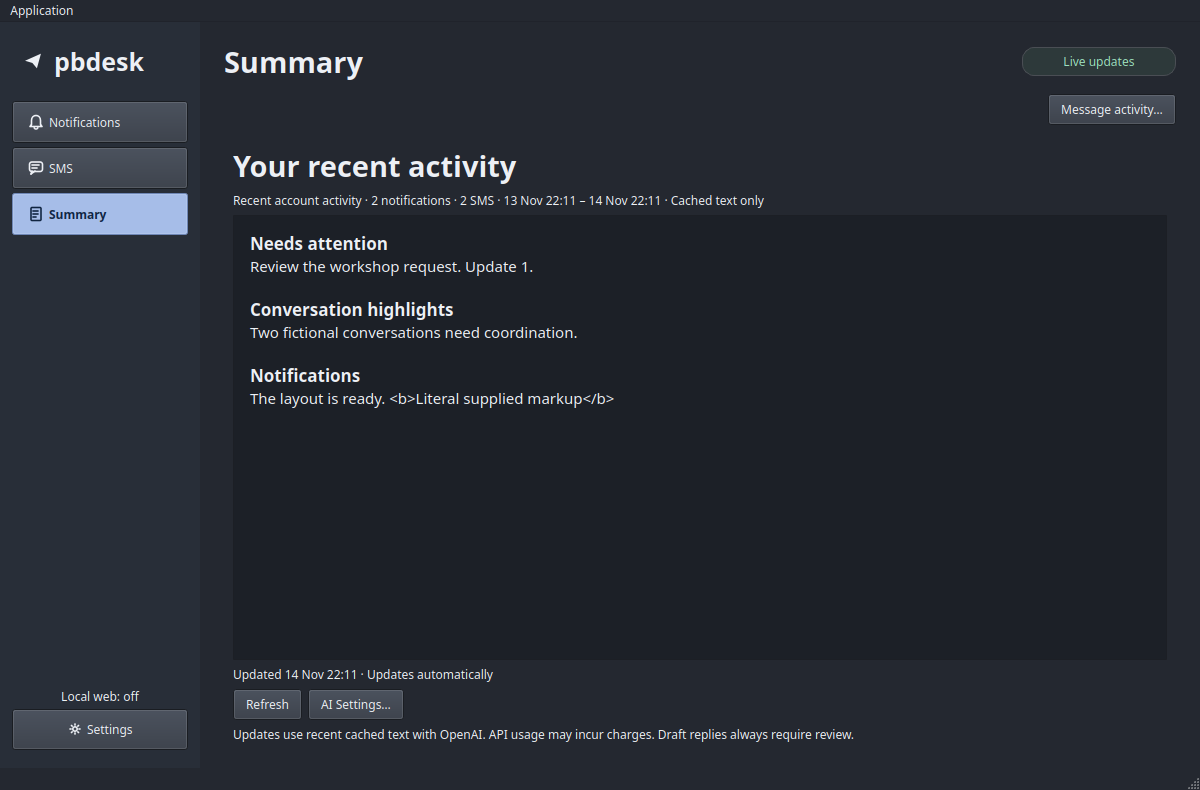 Application
pbdesk
Notifications
SMS
Summary
Local web: off
Settings
Summary
Live updates
Message activity...
Your recent activity
Recent account activity · 2 notifications · 2 SMS · 13 Nov 22:11 – 14 Nov 22:11 · Cached text only
Needs attention
Review the workshop request. Update 1.
Conversation highlights
Two fictional conversations need coordination.
Notifications
The layout is ready. <b>Literal supplied markup</b>
Updated 14 Nov 22:11 · Updates automatically
Refresh
AI Settings...
Updates use recent cached text with OpenAI. API usage may incur charges. Draft replies always require review.